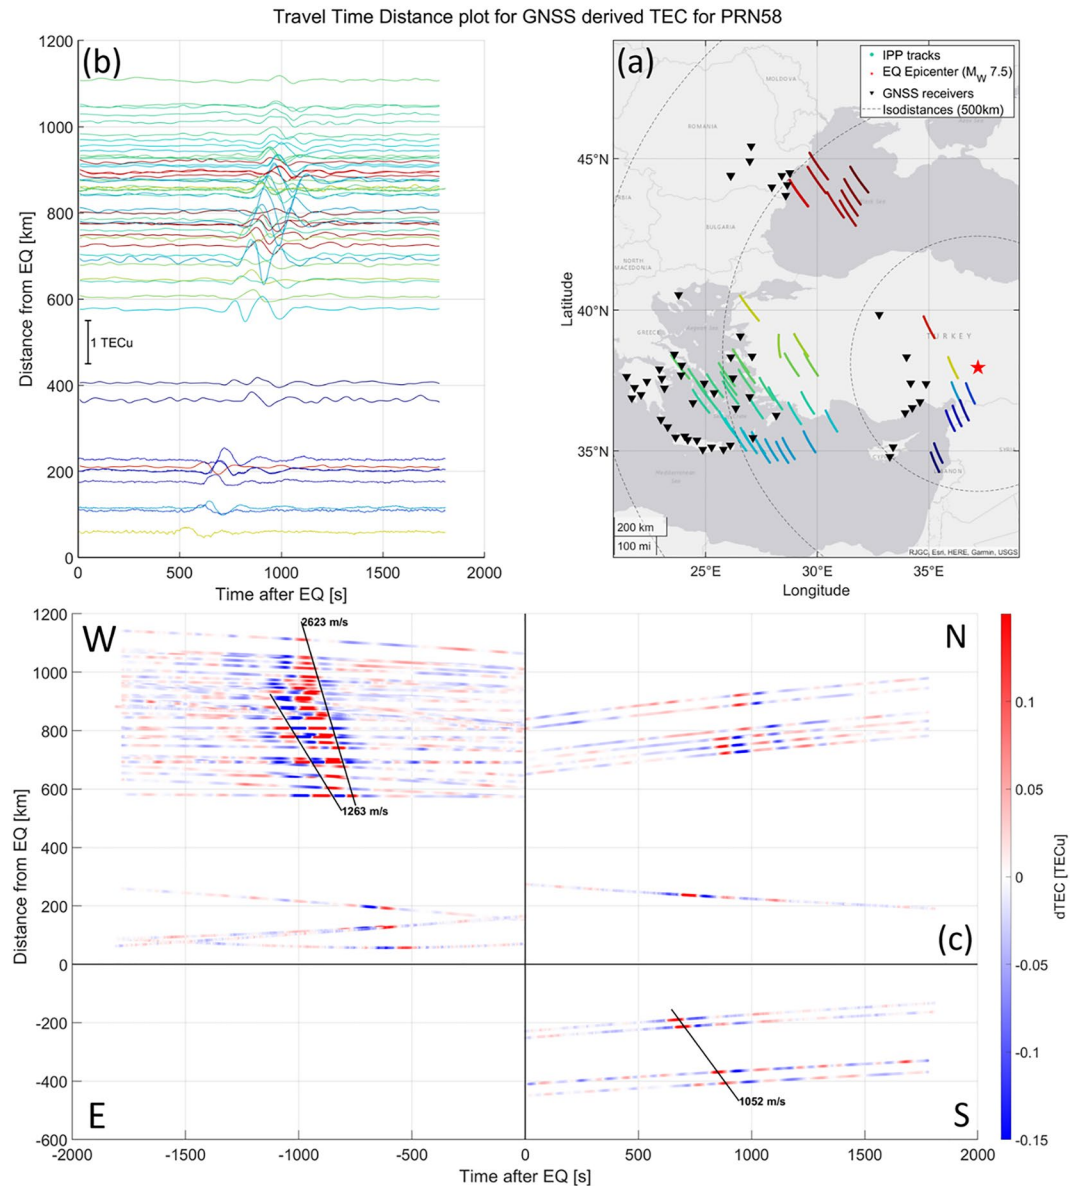 Travel Time Distance plot for GNSS derived TEC for PRN58
(b)
1200
1000
800
600
400
200
0
Distance from EQ [km]
1 TECu
0 500 1000 1500 2000
Time after EQ [s]
(a)
IPP tracks
EQ Epicenter (MW 7.5)
GNSS receivers
Isodistances (500km)
MOLDOVA
ROMANIA
BULGARIA
NORTH
MACEDONIA
GREECE
TURKEY
45°N
40°N
35°N
Latitude
200 km
100 mi
RJGC, Esri, HERE, Garmin, USGS
25°E 30°E 35°E
Longitude
W
N
E
S
(c)
1200
1000
800
600
400
200
0
-200
-400
-600
Distance from EQ [km]
2623 m/s
1263 m/s
1052 m/s
-2000 -1500 -1000 -500 0 500 1000 1500 2000
Time after EQ [s]
0.1
0.05
0
-0.05
-0.1
-0.15
dTEC [TECu]